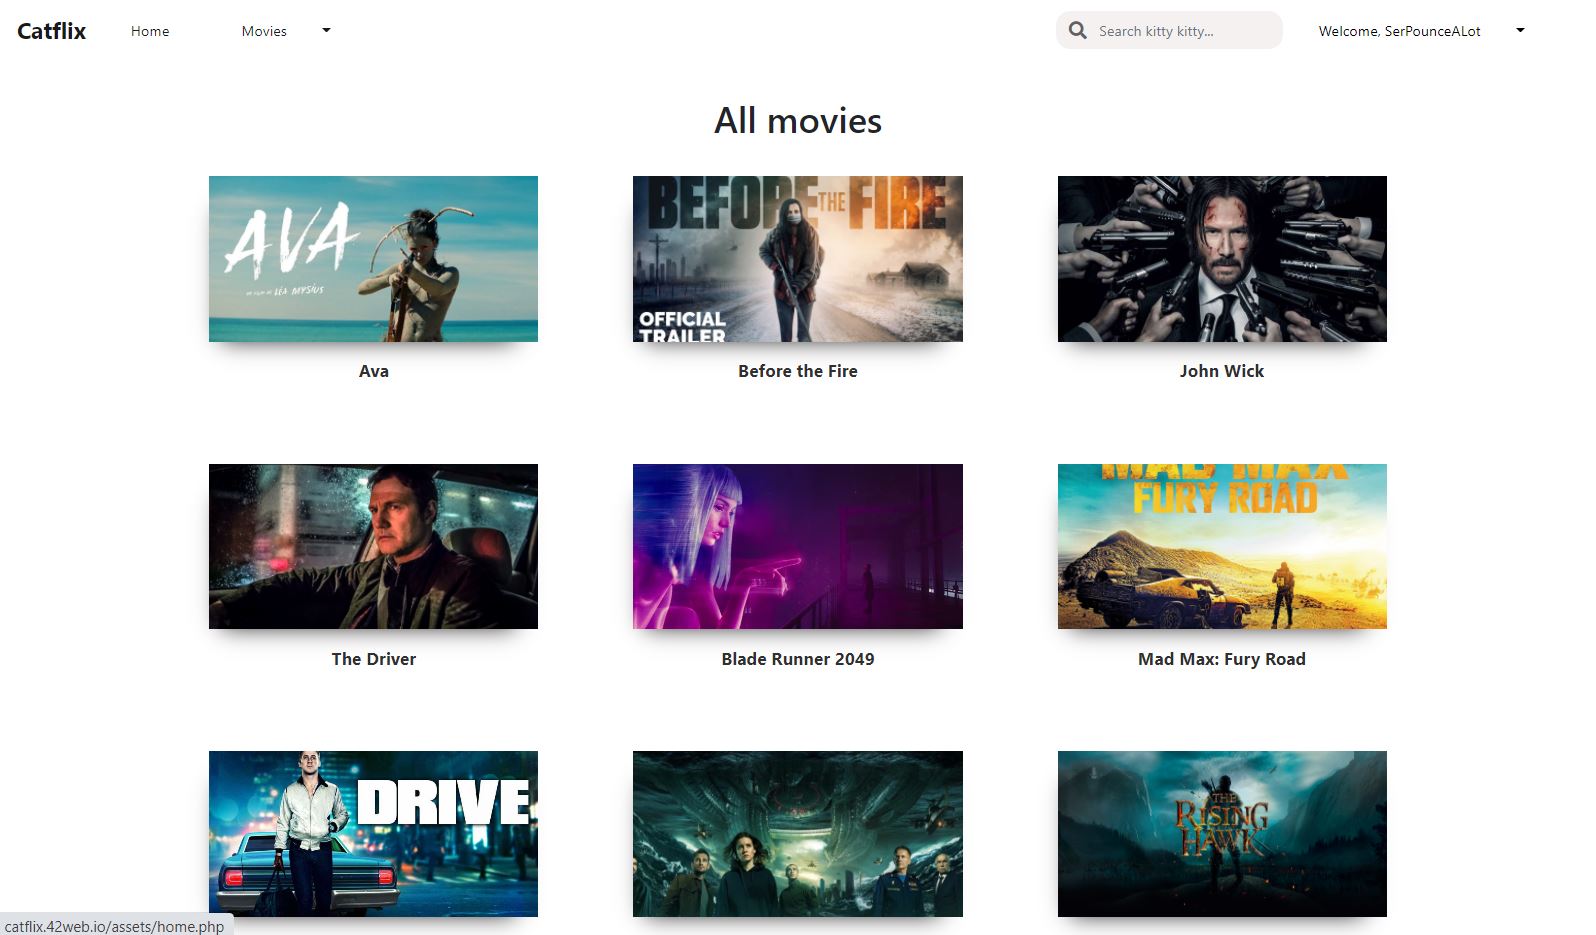 Catflix
Home
Movies
Search kitty kitty...
Welcome, SerPounceALot
All movies
AVA
UN FILM DE LÉA MYSIUS
BEFORE THE FIRE
OFFICIAL
TRAILER
Ava
Before the Fire
John Wick
MAD MAX
FURY ROAD
The Driver
Blade Runner 2049
Mad Max: Fury Road
DRIVE
THE
RISING
HAWK
catflix.42web.io/assets/home.php